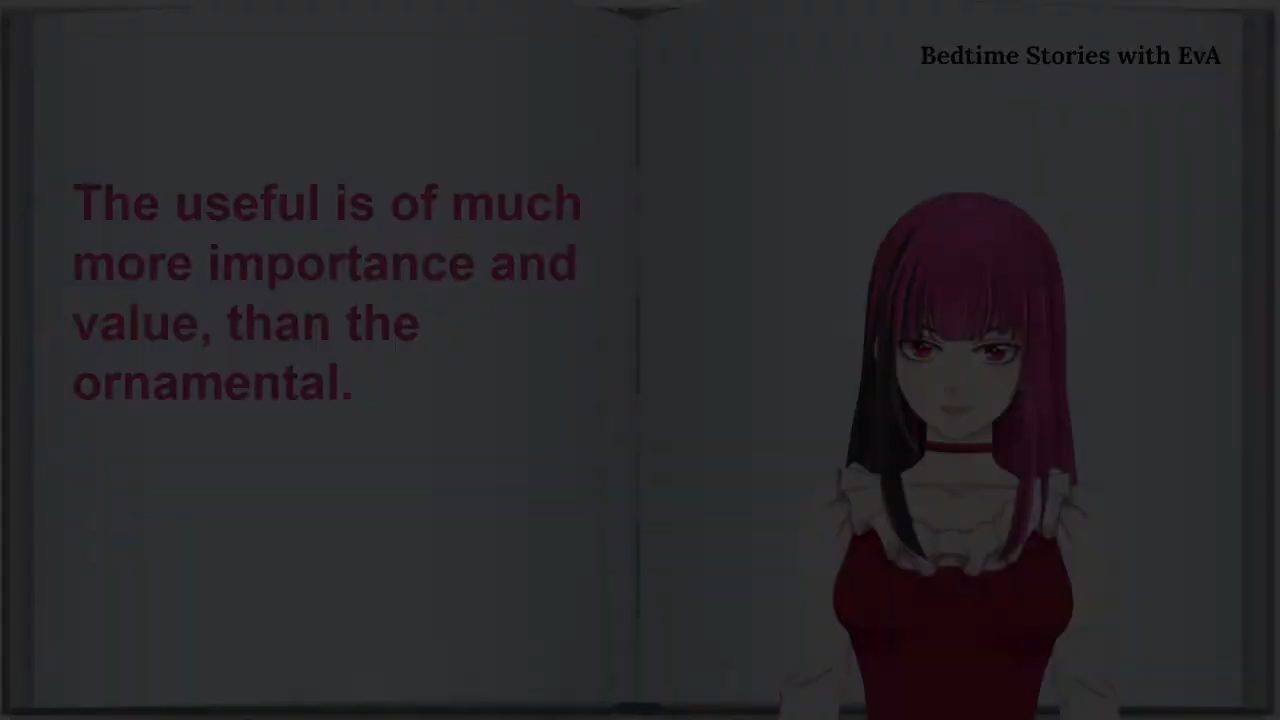 Bedtime Stories with EvA
The useful is of much
more importance and
value, than the
ornamental.